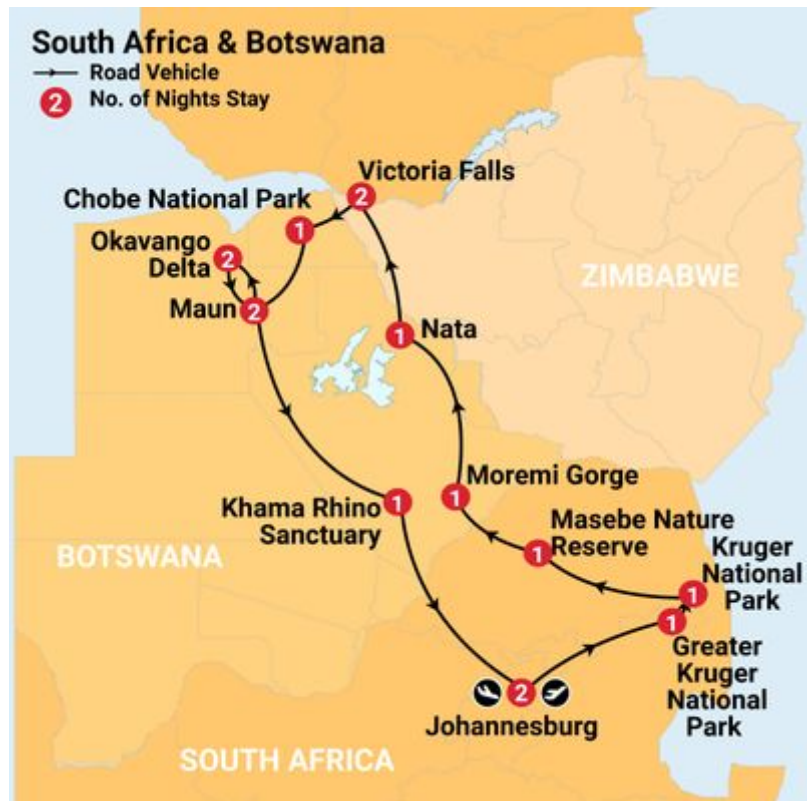 South Africa & Botswana
Road Vehicle
2 No. of Nights Stay
Victoria Falls
2
Chobe National Park
1
Okavango
Delta
2
Maun
2
ZIMBABWE
Nata
1
Moremi Gorge
1
Khama Rhino
Sanctuary
1
Masebe Nature
Reserve
1
Kruger
National
Park
1
BOTSWANA
1
Greater
Kruger
National
Park
2
Johannesburg
SOUTH AFRICA